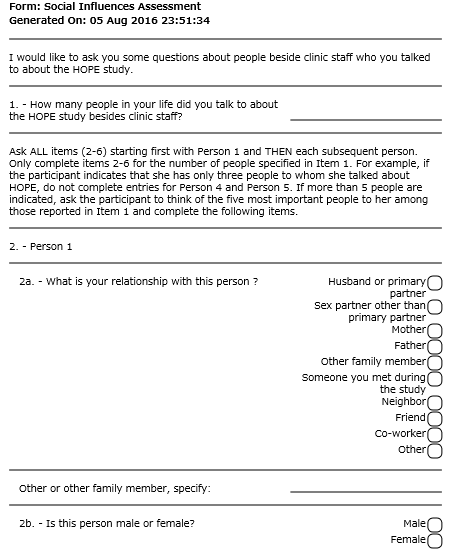 Form: Social Influences Assessment
Generated On: 05 Aug 2016 23:51:34
I would like to ask you some questions about people beside clinic staff who you talked
to about the HOPE study.
1. - How many people in your life did you talk to about
the HOPE study besides clinic staff?
Ask ALL items (2-6) starting first with Person 1 and THEN each subsequent person.
Only complete items 2-6 for the number of people specified in Item 1. For example, if
the participant indicates that she has only three people to whom she talked about
HOPE, do not complete entries for Person 4 and Person 5. If more than 5 people are
indicated, ask the participant to think of the five most important people to her among
those reported in Item 1 and complete the following items.
2. - Person 1
2a. - What is your relationship with this person ?
Husband or primary
partner
Sex partner other than
primary partner
Mother
Father
Other family member
Someone you met during
the study
Neighbor
Friend
Co-worker
Other
Other or other family member, specify:
2b. - Is this person male or female?
Male
Female